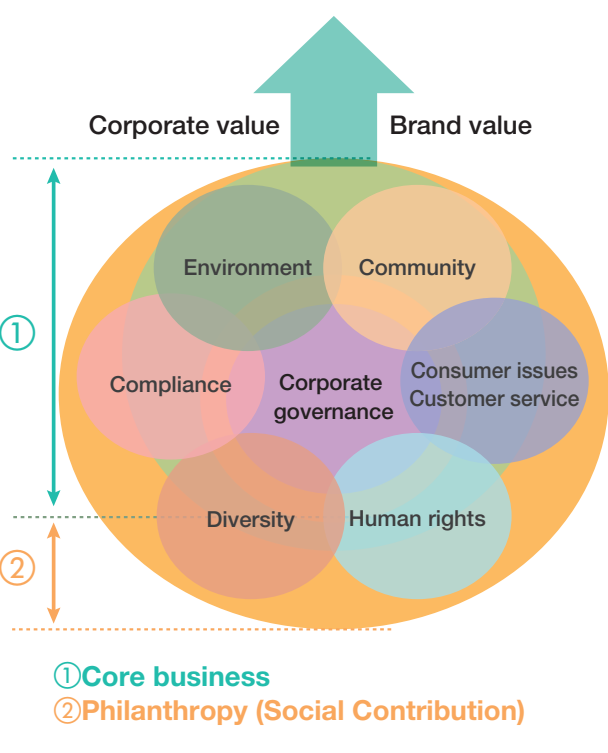 Corporate value
Brand value
Environment
Community
①
Compliance
Corporate
governance
Consumer issues
Customer service
Diversity
Human rights
②
①Core business
②Philanthropy (Social Contribution)